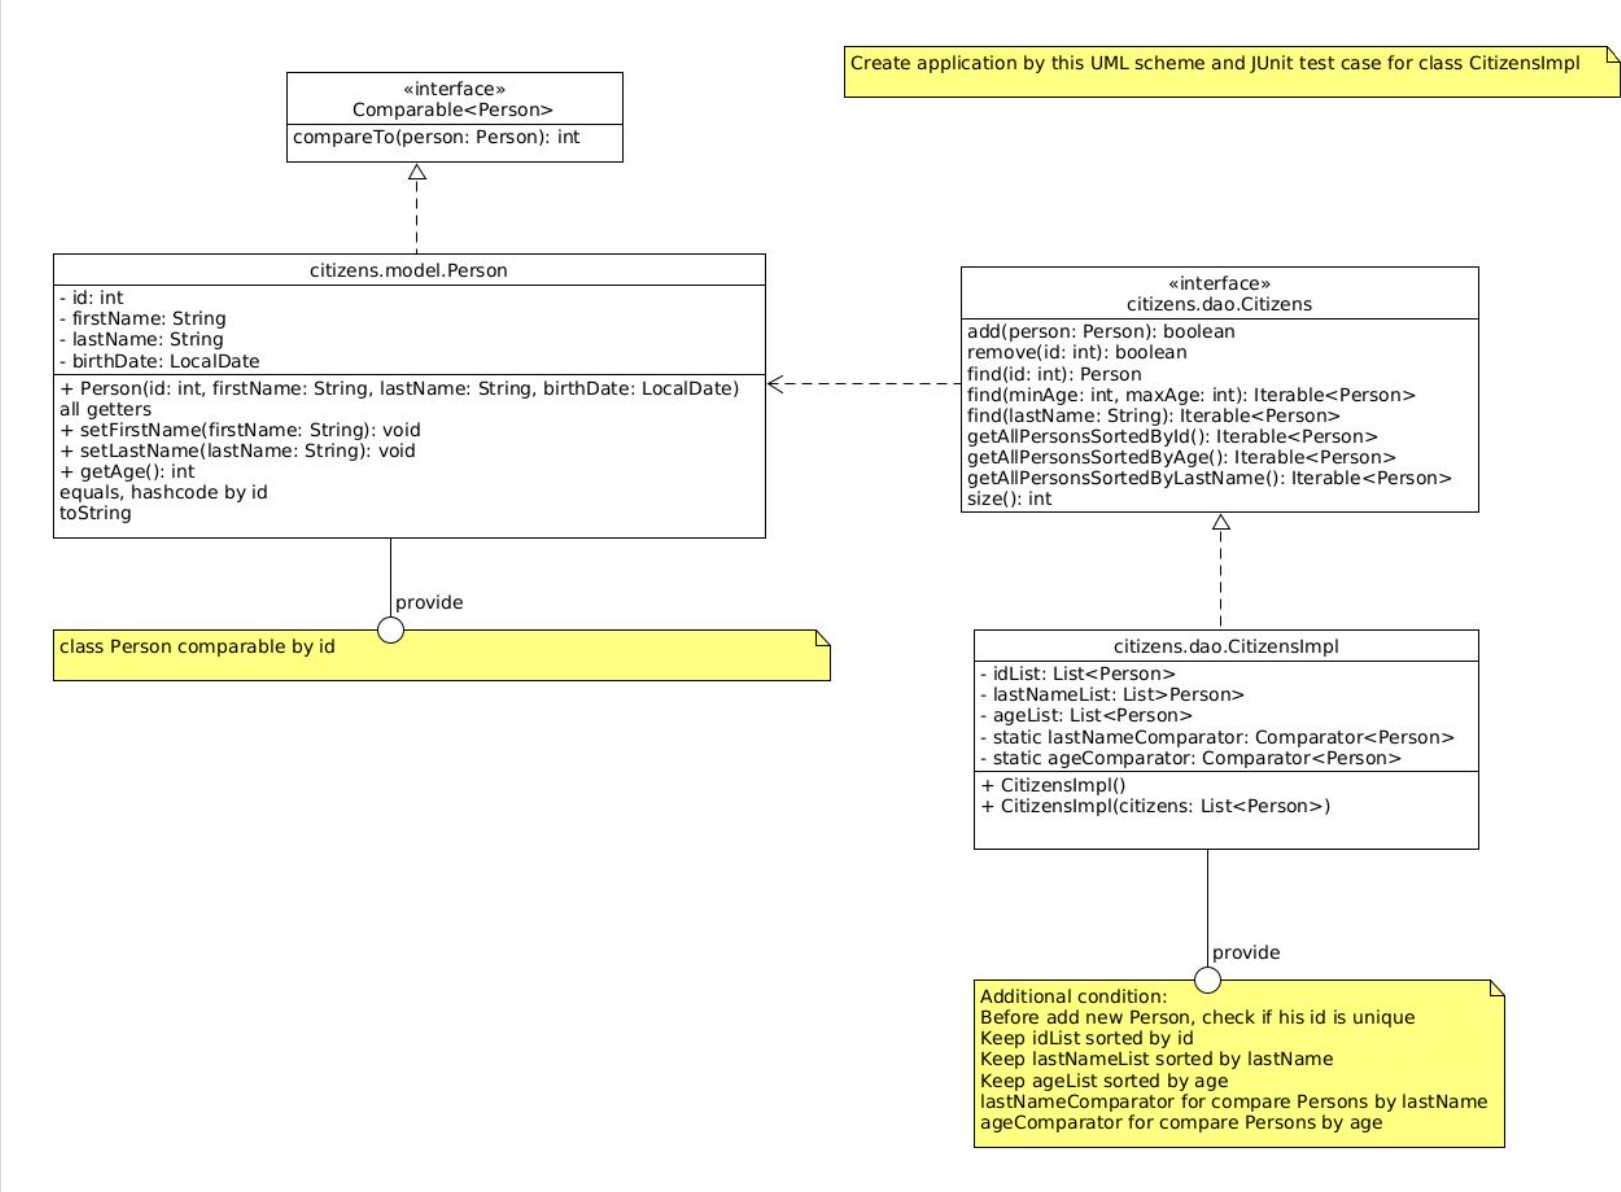 Create application by this UML scheme and JUnit test case for class CitizensImpl
«interface»
Comparable<Person>
compareTo(person: Person): int
citizens.model.Person
- id: int
- firstName: String
- lastName: String
- birthDate: LocalDate
+ Person(id: int, firstName: String, lastName: String, birthDate: LocalDate)
all getters
+ setFirstName(firstName: String): void
+ setLastName(lastName: String): void
+ getAge(): int
equals, hashcode by id
toString
provide
class Person comparable by id
«interface»
citizens.dao.Citizens
add(person: Person): boolean
remove(id: int): boolean
find(id: int): Person
find(minAge: int, maxAge: int): Iterable<Person>
find(lastName: String): Iterable<Person>
getAllPersonsSortedById(): Iterable<Person>
getAllPersonsSortedByAge(): Iterable<Person>
getAllPersonsSortedByLastName(): Iterable<Person>
size(): int
citizens.dao.CitizensImpl
- idList: List<Person>
- lastNameList: List>Person>
- ageList: List<Person>
- static lastNameComparator: Comparator<Person>
- static ageComparator: Comparator<Person>
+ CitizensImpl()
+ CitizensImpl(citizens: List<Person>)
provide
Additional condition:
Before add new Person, check if his id is unique
Keep idList sorted by id
Keep lastNameList sorted by lastName
Keep ageList sorted by age
lastNameComparator for compare Persons by lastName
ageComparator for compare Persons by age